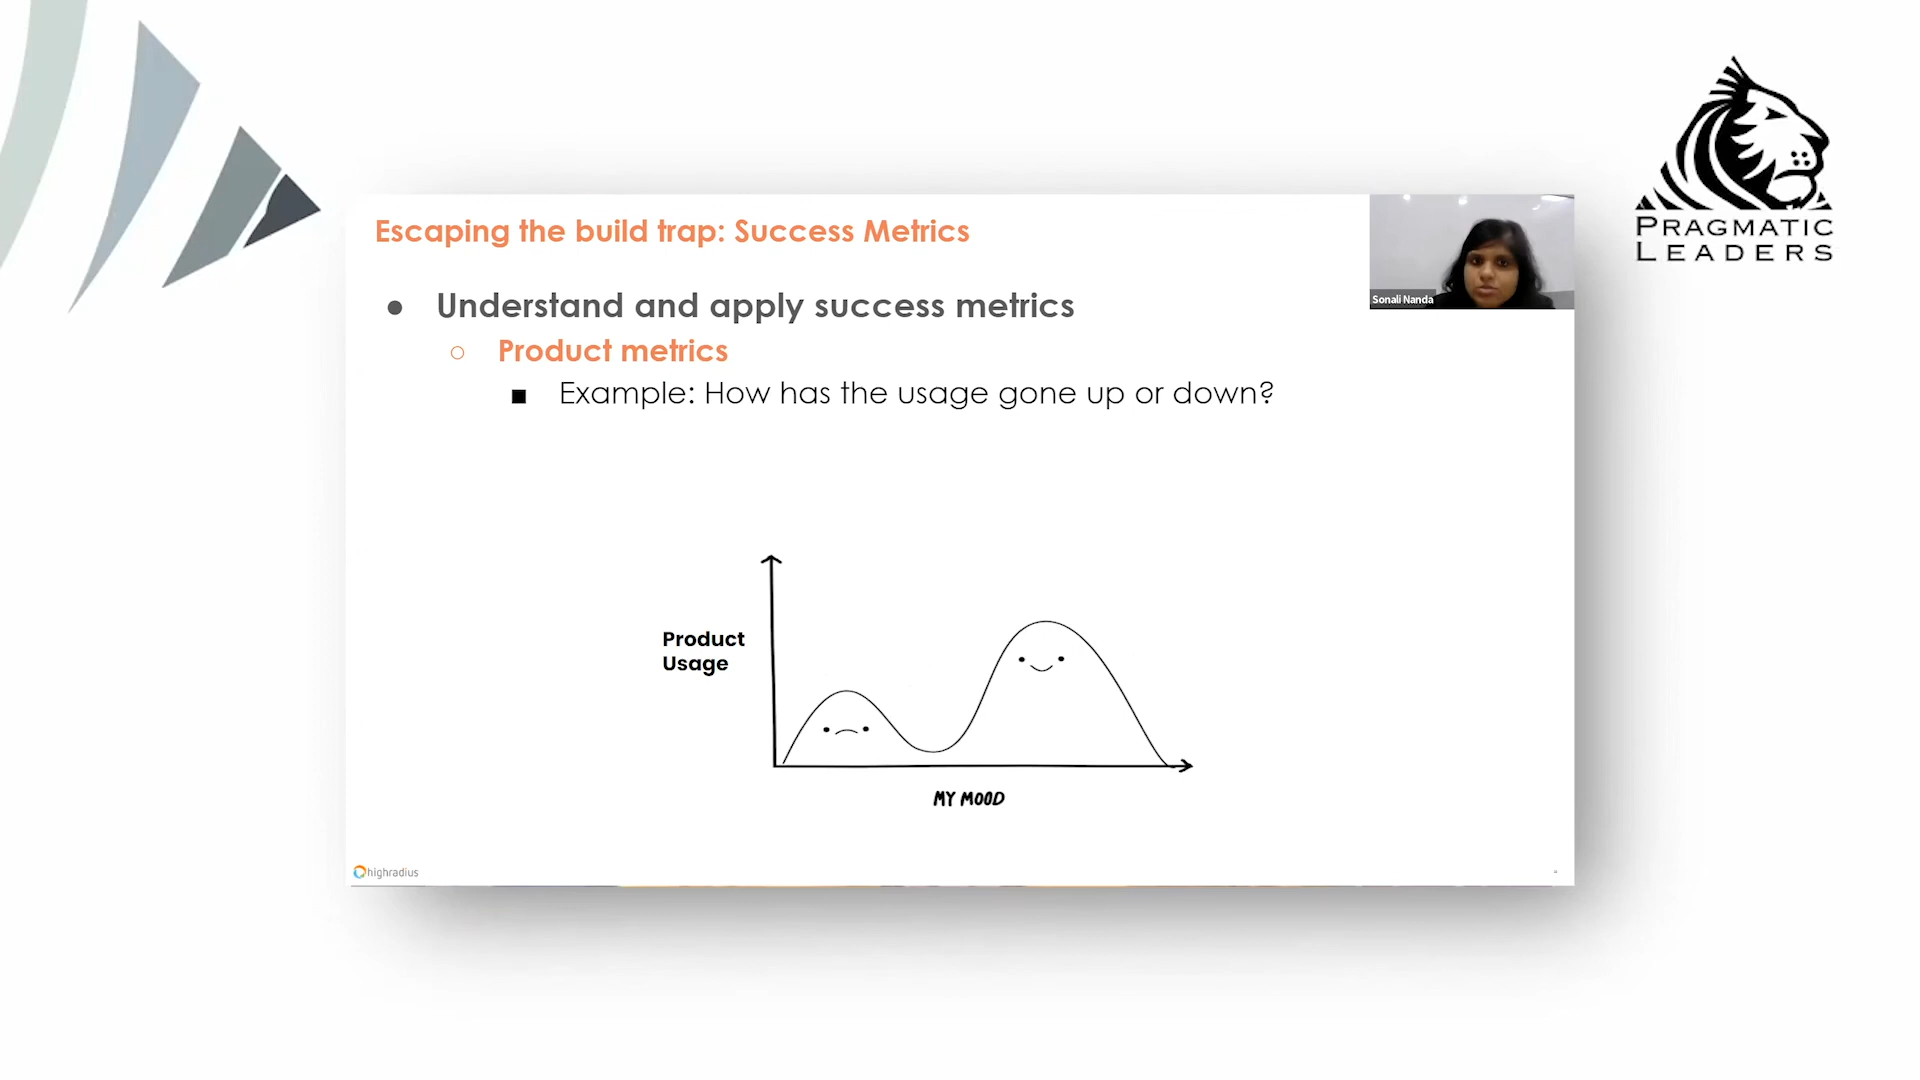 Escaping the build trap: Success Metrics
Sonali Nanda
● Understand and apply success metrics
○ Product metrics
■ Example: How has the usage gone up or down?
Product
Usage
MY MOOD
highradius
PRAGMATIC
LEADERS